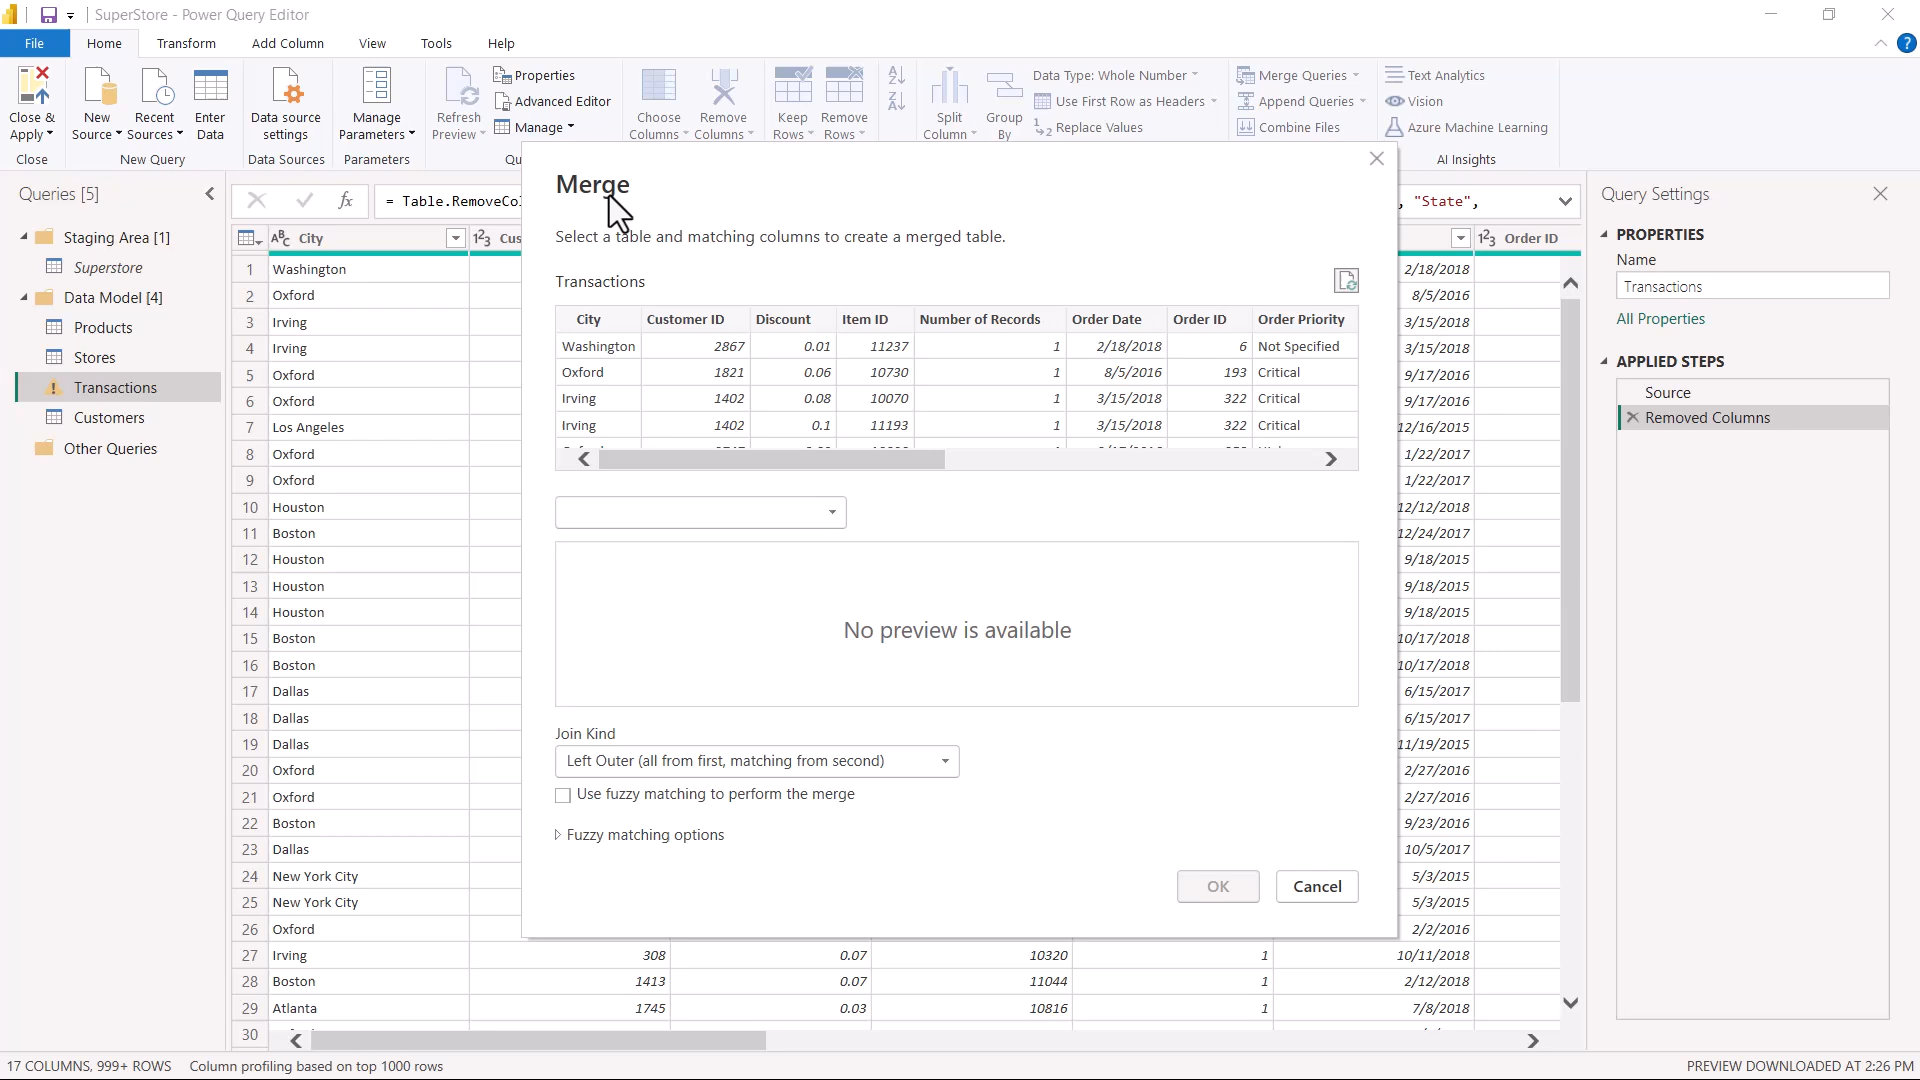 SuperStore - Power Query Editor
File
Home
Transform
Add Column
View
Tools
Help
?
Close &
Apply
Close
New
Source
Recent
Sources
Enter
Data
New Query
Data source
settings
Data Sources
Manage
Parameters
Parameters
Refresh
Preview
Properties
Advanced Editor
Manage
Qu
Choose
Columns
Remove
Columns
Keep
Rows
Remove
Rows
A
Z
Z
A
Split
Column
Group
By
Data Type: Whole Number
Use First Row as Headers
1
2
Replace Values
Merge Queries
Append Queries
Combine Files
Text Analytics
Vision
Azure Machine Learning
AI Insights
Queries [5]
Staging Area [1]
Superstore
Data Model [4]
Products
Stores
Transactions
Customers
Other Queries
fx
= Table.RemoveCol
, "State",
ABC City
123 Cus
123 Order ID
1 Washington 2/18/2018
2 Oxford 8/5/2016
3 Irving 3/15/2018
4 Irving 3/15/2018
5 Oxford 9/17/2016
6 Oxford 9/17/2016
7 Los Angeles 12/16/2015
8 Oxford 1/22/2017
9 Oxford 1/22/2017
10 Houston 12/12/2018
11 Boston 12/24/2017
12 Houston 9/18/2015
13 Houston 9/18/2015
14 Houston 9/18/2015
15 Boston 10/17/2018
16 Boston 10/17/2018
17 Dallas 6/15/2017
18 Dallas 6/15/2017
19 Dallas 11/19/2015
20 Oxford 2/27/2016
21 Oxford 2/27/2016
22 Boston 9/23/2016
23 Dallas 10/5/2017
24 New York City 5/3/2015
25 New York City 5/3/2015
26 Oxford 2/2/2016
27 Irving 308 0.07 10320 1 10/11/2018
28 Boston 1413 0.07 11044 1 2/12/2018
29 Atlanta 1745 0.03 10816 1 7/8/2018
30
Merge
Select a table and matching columns to create a merged table.
Transactions
City Customer ID Discount Item ID Number of Records Order Date Order ID Order Priority
Washington 2867 0.01 11237 1 2/18/2018 6 Not Specified
Oxford 1821 0.06 10730 1 8/5/2016 193 Critical
Irving 1402 0.08 10070 1 3/15/2018 322 Critical
Irving 1402 0.1 11193 1 3/15/2018 322 Critical
No preview is available
Join Kind
Left Outer (all from first, matching from second)
Use fuzzy matching to perform the merge
Fuzzy matching options
OK
Cancel
Query Settings
PROPERTIES
Name
Transactions
All Properties
APPLIED STEPS
Source
Removed Columns
17 COLUMNS, 999+ ROWS
Column profiling based on top 1000 rows
PREVIEW DOWNLOADED AT 2:26 PM